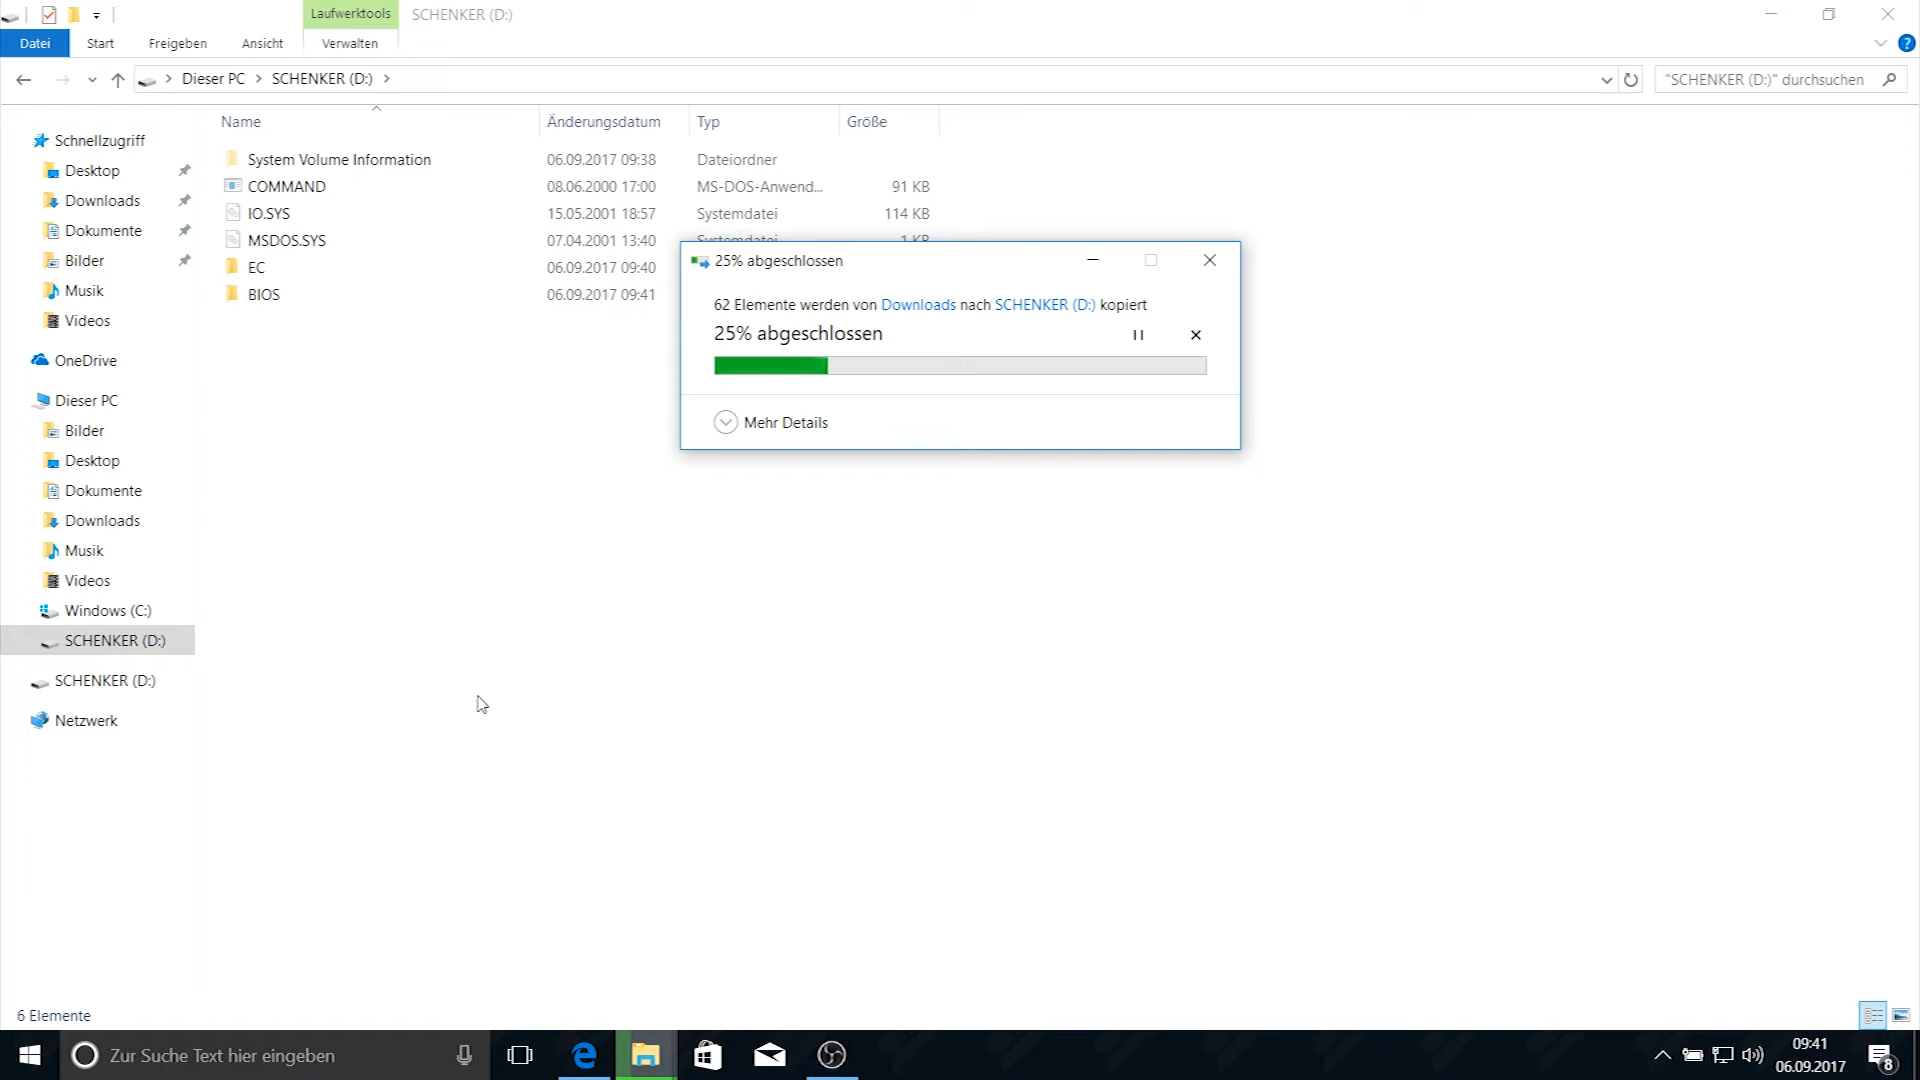 Laufwerktools
SCHENKER (D:)
Datei
Start
Freigeben
Ansicht
Verwalten
?
Dieser PC
SCHENKER (D:)
"SCHENKER (D:)" durchsuchen
Name
Änderungsdatum
Typ
Größe
System Volume Information
06.09.2017 09:38
Dateiordner
COMMAND
08.06.2000 17:00
MS-DOS-Anwend...
91 KB
IO.SYS
15.05.2001 18:57
Systemdatei
114 KB
MSDOS.SYS
07.04.2001 13:40
Systemdatei
1 KB
EC
06.09.2017 09:40
BIOS
06.09.2017 09:41
Schnellzugriff
Desktop
Downloads
Dokumente
Bilder
Musik
Videos
OneDrive
Dieser PC
Bilder
Desktop
Dokumente
Downloads
Musik
Videos
Windows (C:)
SCHENKER (D:)
SCHENKER (D:)
Netzwerk
25% abgeschlossen
62 Elemente werden von Downloads nach SCHENKER (D:) kopiert
25% abgeschlossen
Mehr Details
6 Elemente
Zur Suche Text hier eingeben
09:41
06.09.2017
8